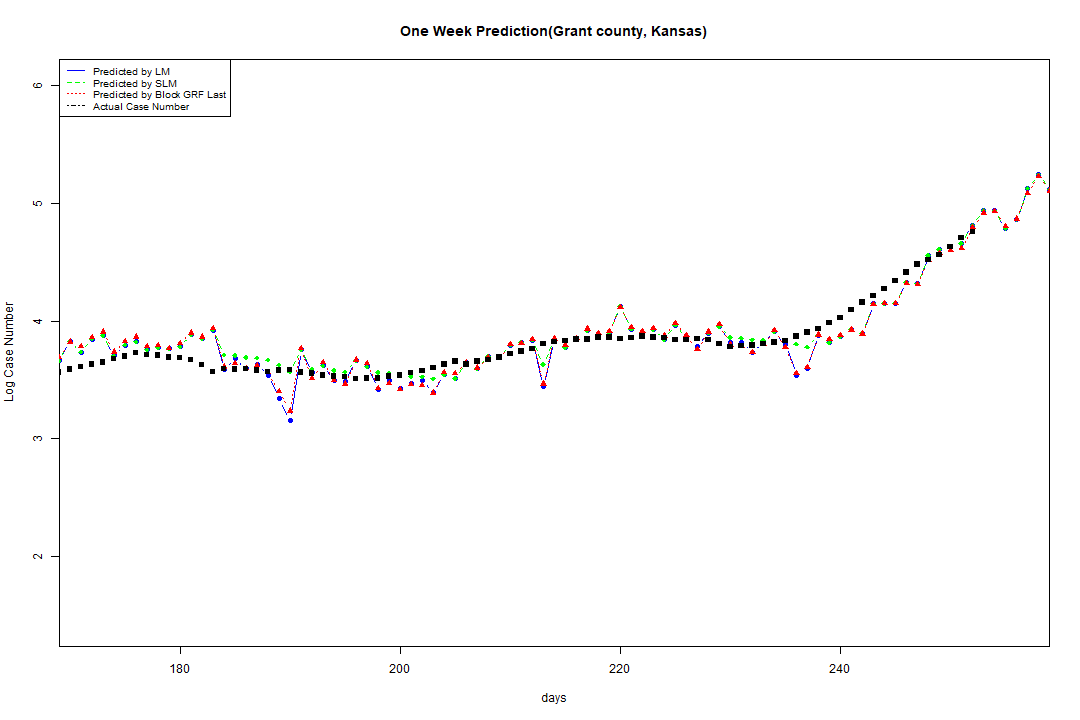 One Week Prediction(Grant county, Kansas)
Predicted by LM
Predicted by SLM
Predicted by Block GRF Last
Actual Case Number
6
5
4
3
2
Log Case Number
180
200
220
240
days